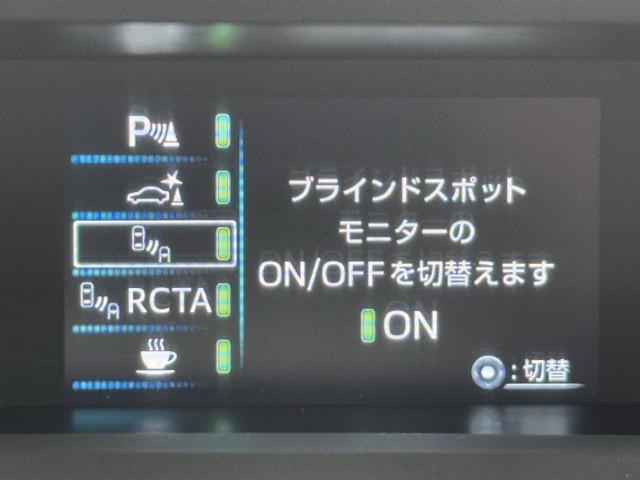 P
RCTA
ブラインドスポット
モニターの
ON/OFFを切替えます
ON
:切替